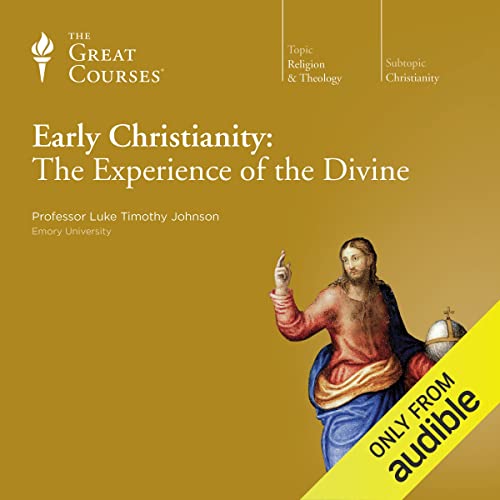 THE
GREAT
COURSES®
Topic
Religion
& Theology
Subtopic
Christianity
Early Christianity:
The Experience of the Divine
Professor Luke Timothy Johnson
Emory University
ONLY FROM
audible